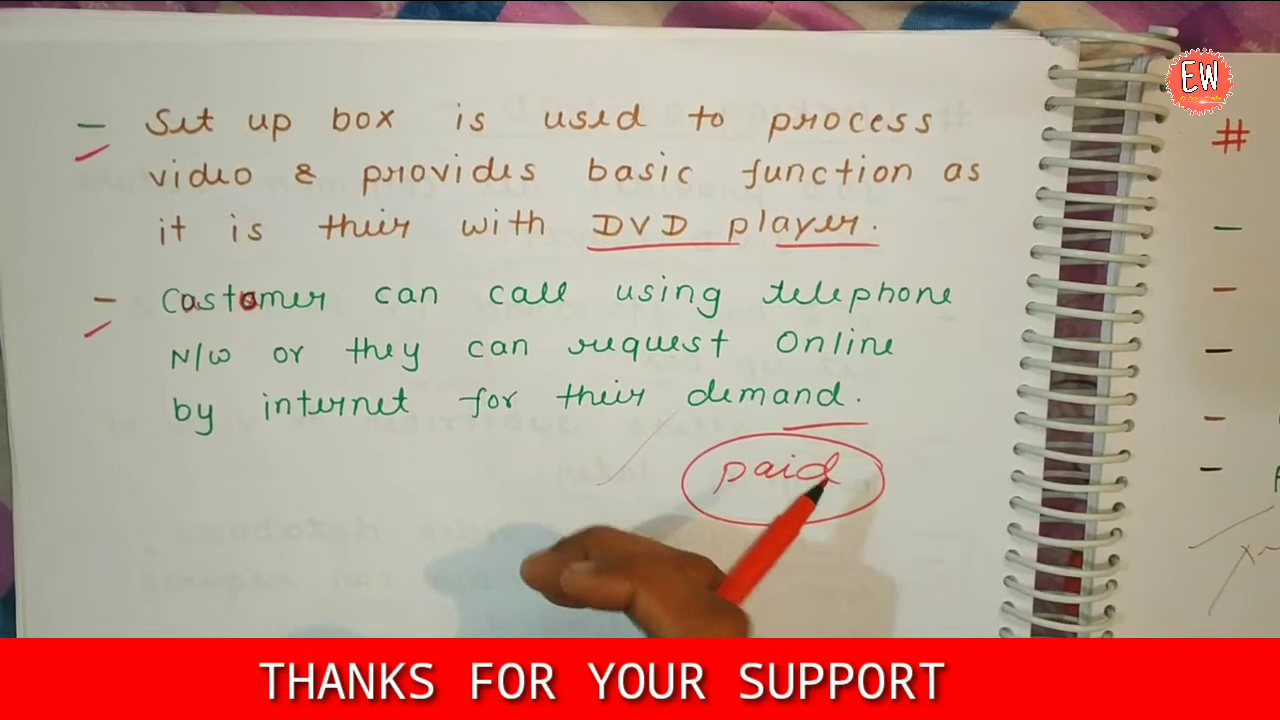 EW
- Set up box is used to process
video & provides basic function as
it is their with DVD player.
- Castomer can call using telephone
N/W or they can request Online
by internet for their demand.
paid
#
THANKS FOR YOUR SUPPORT